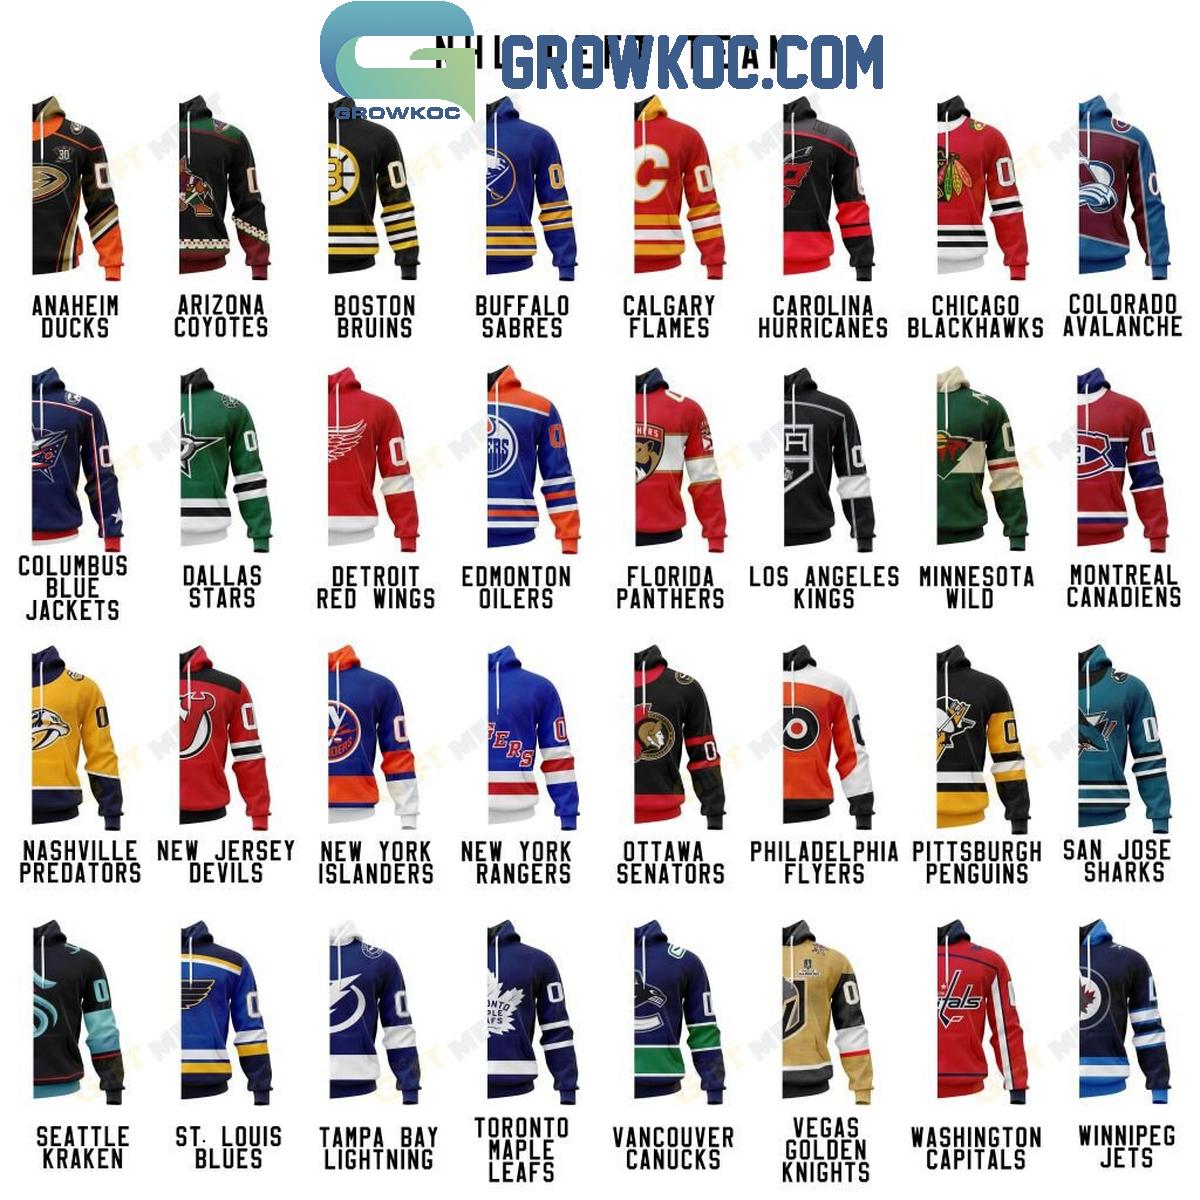 NHL LEFT TEAM
GROWKOC.COM
GROWKOC
ANAHEIM
DUCKS
ARIZONA
COYOTES
BOSTON
BRUINS
BUFFALO
SABRES
CALGARY
FLAMES
CAROLINA
HURRICANES
CHICAGO
BLACKHAWKS
COLORADO
AVALANCHE
COLUMBUS
BLUE
JACKETS
DALLAS
STARS
DETROIT
RED WINGS
EDMONTON
OILERS
FLORIDA
PANTHERS
LOS ANGELES
KINGS
MINNESOTA
WILD
MONTREAL
CANADIENS
NASHVILLE
PREDATORS
NEW JERSEY
DEVILS
NEW YORK
ISLANDERS
NEW YORK
RANGERS
OTTAWA
SENATORS
PHILADELPHIA
FLYERS
PITTSBURGH
PENGUINS
SAN JOSE
SHARKS
SEATTLE
KRAKEN
ST. LOUIS
BLUES
TAMPA BAY
LIGHTNING
TORONTO
MAPLE
LEAFS
VANCOUVER
CANUCKS
VEGAS
GOLDEN
KNIGHTS
WASHINGTON
CAPITALS
WINNIPEG
JETS